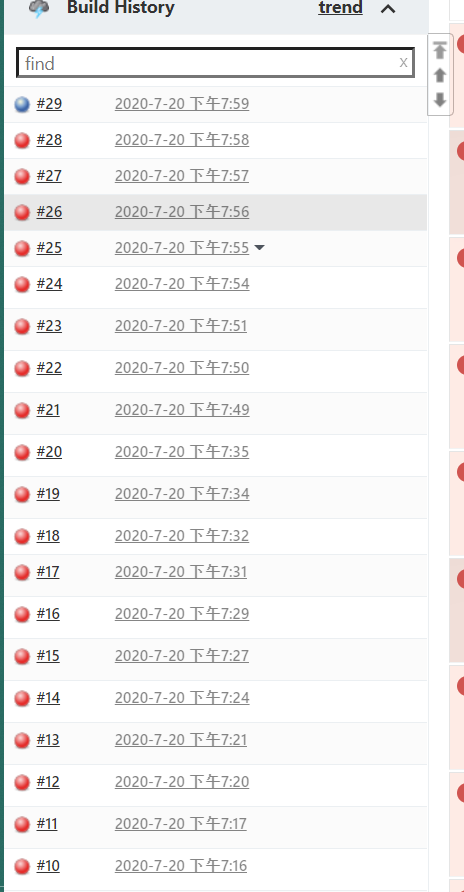 Build History trend
find x
#29 2020-7-20 下午7:59
#28 2020-7-20 下午7:58
#27 2020-7-20 下午7:57
#26 2020-7-20 下午7:56
#25 2020-7-20 下午7:55
#24 2020-7-20 下午7:54
#23 2020-7-20 下午7:51
#22 2020-7-20 下午7:50
#21 2020-7-20 下午7:49
#20 2020-7-20 下午7:35
#19 2020-7-20 下午7:34
#18 2020-7-20 下午7:32
#17 2020-7-20 下午7:31
#16 2020-7-20 下午7:29
#15 2020-7-20 下午7:27
#14 2020-7-20 下午7:24
#13 2020-7-20 下午7:21
#12 2020-7-20 下午7:20
#11 2020-7-20 下午7:17
#10 2020-7-20 下午7:16